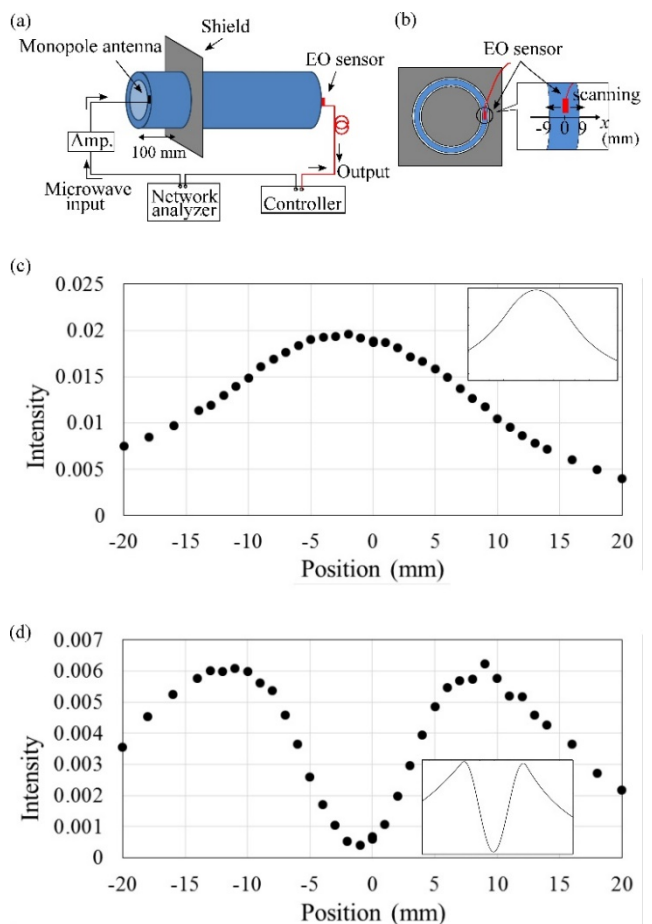 (a)
Shield
Monopole antenna
EO sensor
Amp.
100 mm
Output
Microwave
input
Network
analyzer
Controller
(b)
EO sensor
scanning
-9 0 9 x
(mm)
(c)
0.025
0.02
0.015
0.01
0.005
0
Intensity
-20 -15 -10 -5 0 5 10 15 20
Position (mm)
(d)
0.007
0.006
0.005
0.004
0.003
0.002
0.001
0
Intensity
-20 -15 -10 -5 0 5 10 15 20
Position (mm)